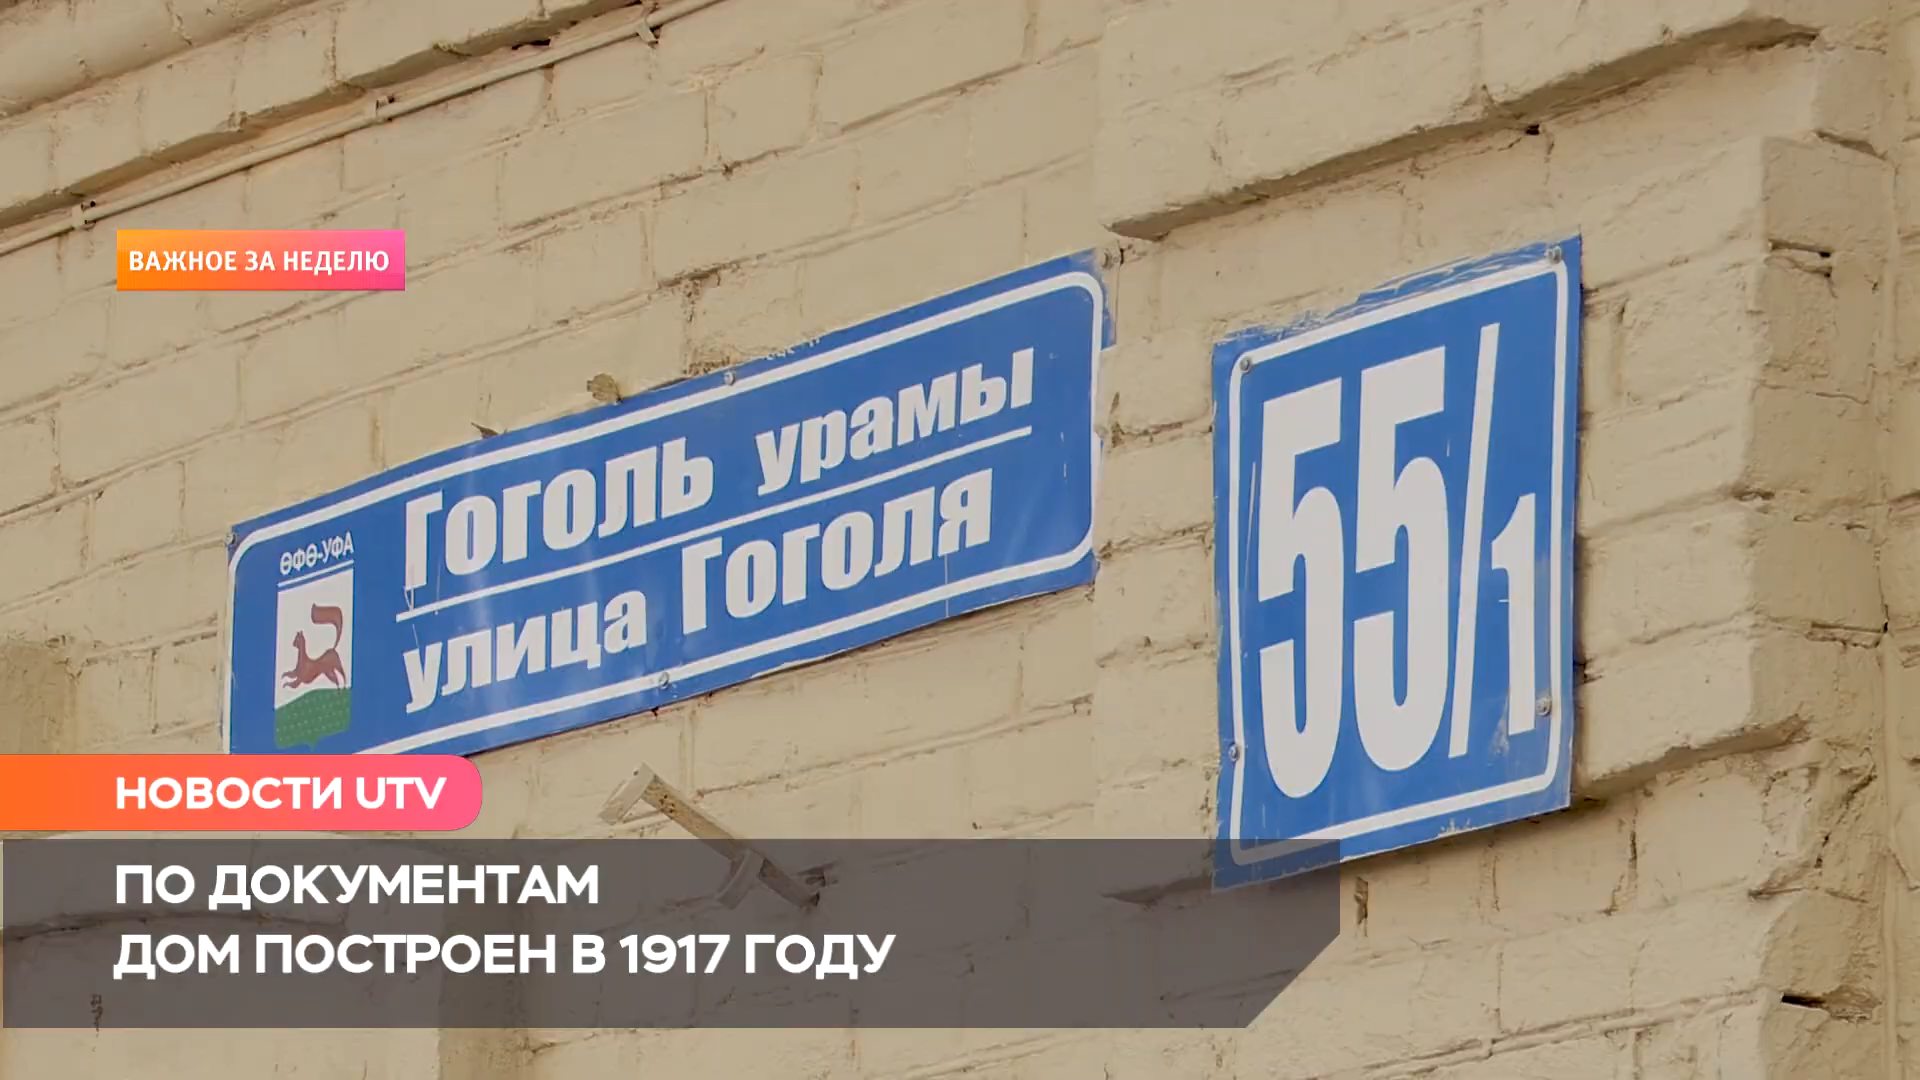 ВАЖНОЕ ЗА НЕДЕЛЮ
ӨФӨ-УФА
Гоголь урамы
улица Гоголя
55/1
НОВОСТИ UTV
ПО ДОКУМЕНТАМ
ДОМ ПОСТРОЕН В 1917 ГОДУ